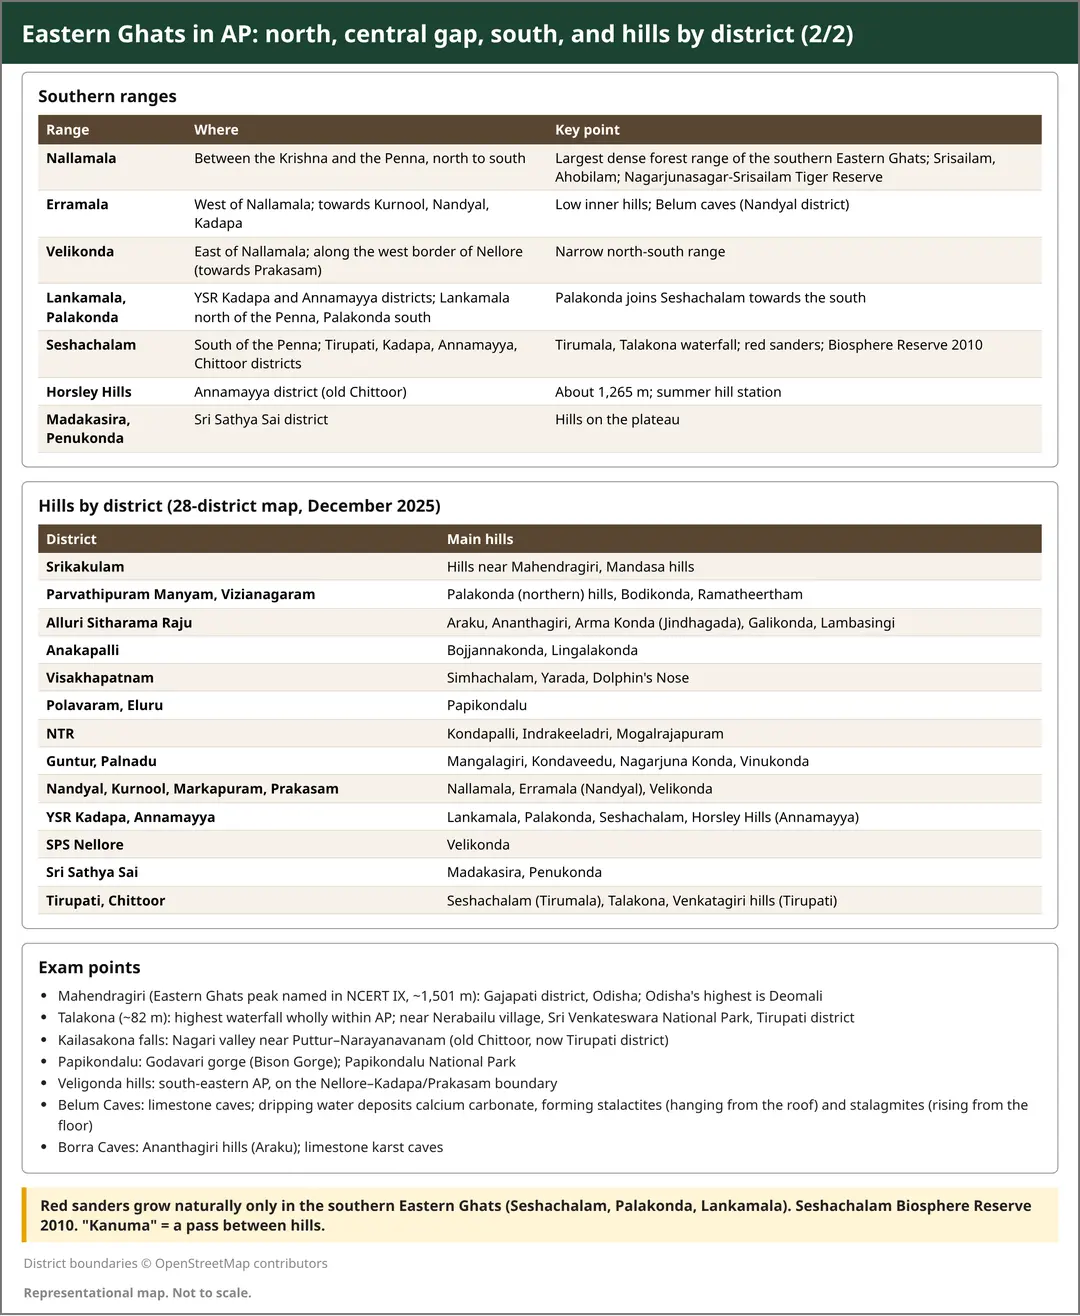 Eastern Ghats in AP: north, central gap, south, and hills by district (2/2)
Southern ranges
Range Where Key point
Nallamala Between the Krishna and the Penna, north to south Largest dense forest range of the southern Eastern Ghats; Srisailam,
Ahobilam; Nagarjunasagar-Srisailam Tiger Reserve
Erramala West of Nallamala; towards Kurnool, Nandyal, Low inner hills; Belum caves (Nandyal district)
Kadapa
Velikonda East of Nallamala; along the west border of Nellore Narrow north-south range
(towards Prakasam)
Lankamala, YSR Kadapa and Annamayya districts; Lankamala Palakonda joins Seshachalam towards the south
Palakonda north of the Penna, Palakonda south
Seshachalam South of the Penna; Tirupati, Kadapa, Annamayya, Tirumala, Talakona waterfall; red sanders; Biosphere Reserve 2010
Chittoor districts
Horsley Hills Annamayya district (old Chittoor) About 1,265 m; summer hill station
Madakasira, Sri Sathya Sai district Hills on the plateau
Penukonda
Hills by district (28-district map, December 2025)
District Main hills
Srikakulam Hills near Mahendragiri, Mandasa hills
Parvathipuram Manyam, Vizianagaram Palakonda (northern) hills, Bodikonda, Ramatheertham
Alluri Sitharama Raju Araku, Ananthagiri, Arma Konda (Jindhagada), Galikonda, Lambasingi
Anakapalli Bojjannakonda, Lingalakonda
Visakhapatnam Simhachalam, Yarada, Dolphin's Nose
Polavaram, Eluru Papikondalu
NTR Kondapalli, Indrakeeladri, Mogalrajapuram
Guntur, Palnadu Mangalagiri, Kondaveedu, Nagarjuna Konda, Vinukonda
Nandyal, Kurnool, Markapuram, Prakasam Nallamala, Erramala (Nandyal), Velikonda
YSR Kadapa, Annamayya Lankamala, Palakonda, Seshachalam, Horsley Hills (Annamayya)
SPS Nellore Velikonda
Sri Sathya Sai Madakasira, Penukonda
Tirupati, Chittoor Seshachalam (Tirumala), Talakona, Venkatagiri hills (Tirupati)
Exam points
• Mahendragiri (Eastern Ghats peak named in NCERT IX, ~1,501 m): Gajapati district, Odisha; Odisha's highest is Deomali
• Talakona (~82 m): highest waterfall wholly within AP; near Nerabailu village, Sri Venkateswara National Park, Tirupati district
• Kailasakona falls: Nagari valley near Puttur–Narayanavanam (old Chittoor, now Tirupati district)
• Papikondalu: Godavari gorge (Bison Gorge); Papikondalu National Park
• Veligonda hills: south-eastern AP, on the Nellore–Kadapa/Prakasam boundary
• Belum Caves: limestone caves; dripping water deposits calcium carbonate, forming stalactites (hanging from the roof) and stalagmites (rising from the
floor)
• Borra Caves: Ananthagiri hills (Araku); limestone karst caves
Red sanders grow naturally only in the southern Eastern Ghats (Seshachalam, Palakonda, Lankamala). Seshachalam Biosphere Reserve
2010. "Kanuma" = a pass between hills.
District boundaries © OpenStreetMap contributors
Representational map. Not to scale.